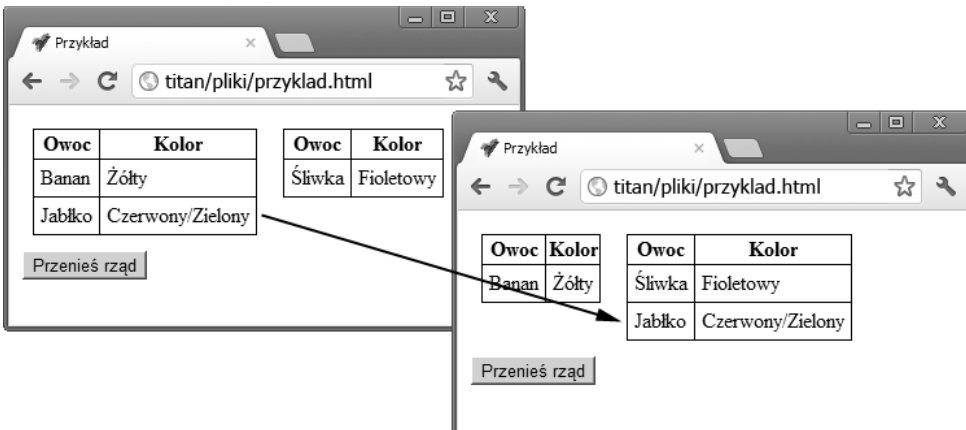 Przykład
titan/pliki/przyklad.html
Owoc Kolor
Banan Żółty
Jabłko Czerwony/Zielony
Owoc Kolor
Śliwka Fioletowy
Przenieś rząd
Przykład
titan/pliki/przyklad.html
Owoc Kolor
Banan Żółty
Owoc Kolor
Śliwka Fioletowy
Jabłko Czerwony/Zielony
Przenieś rząd